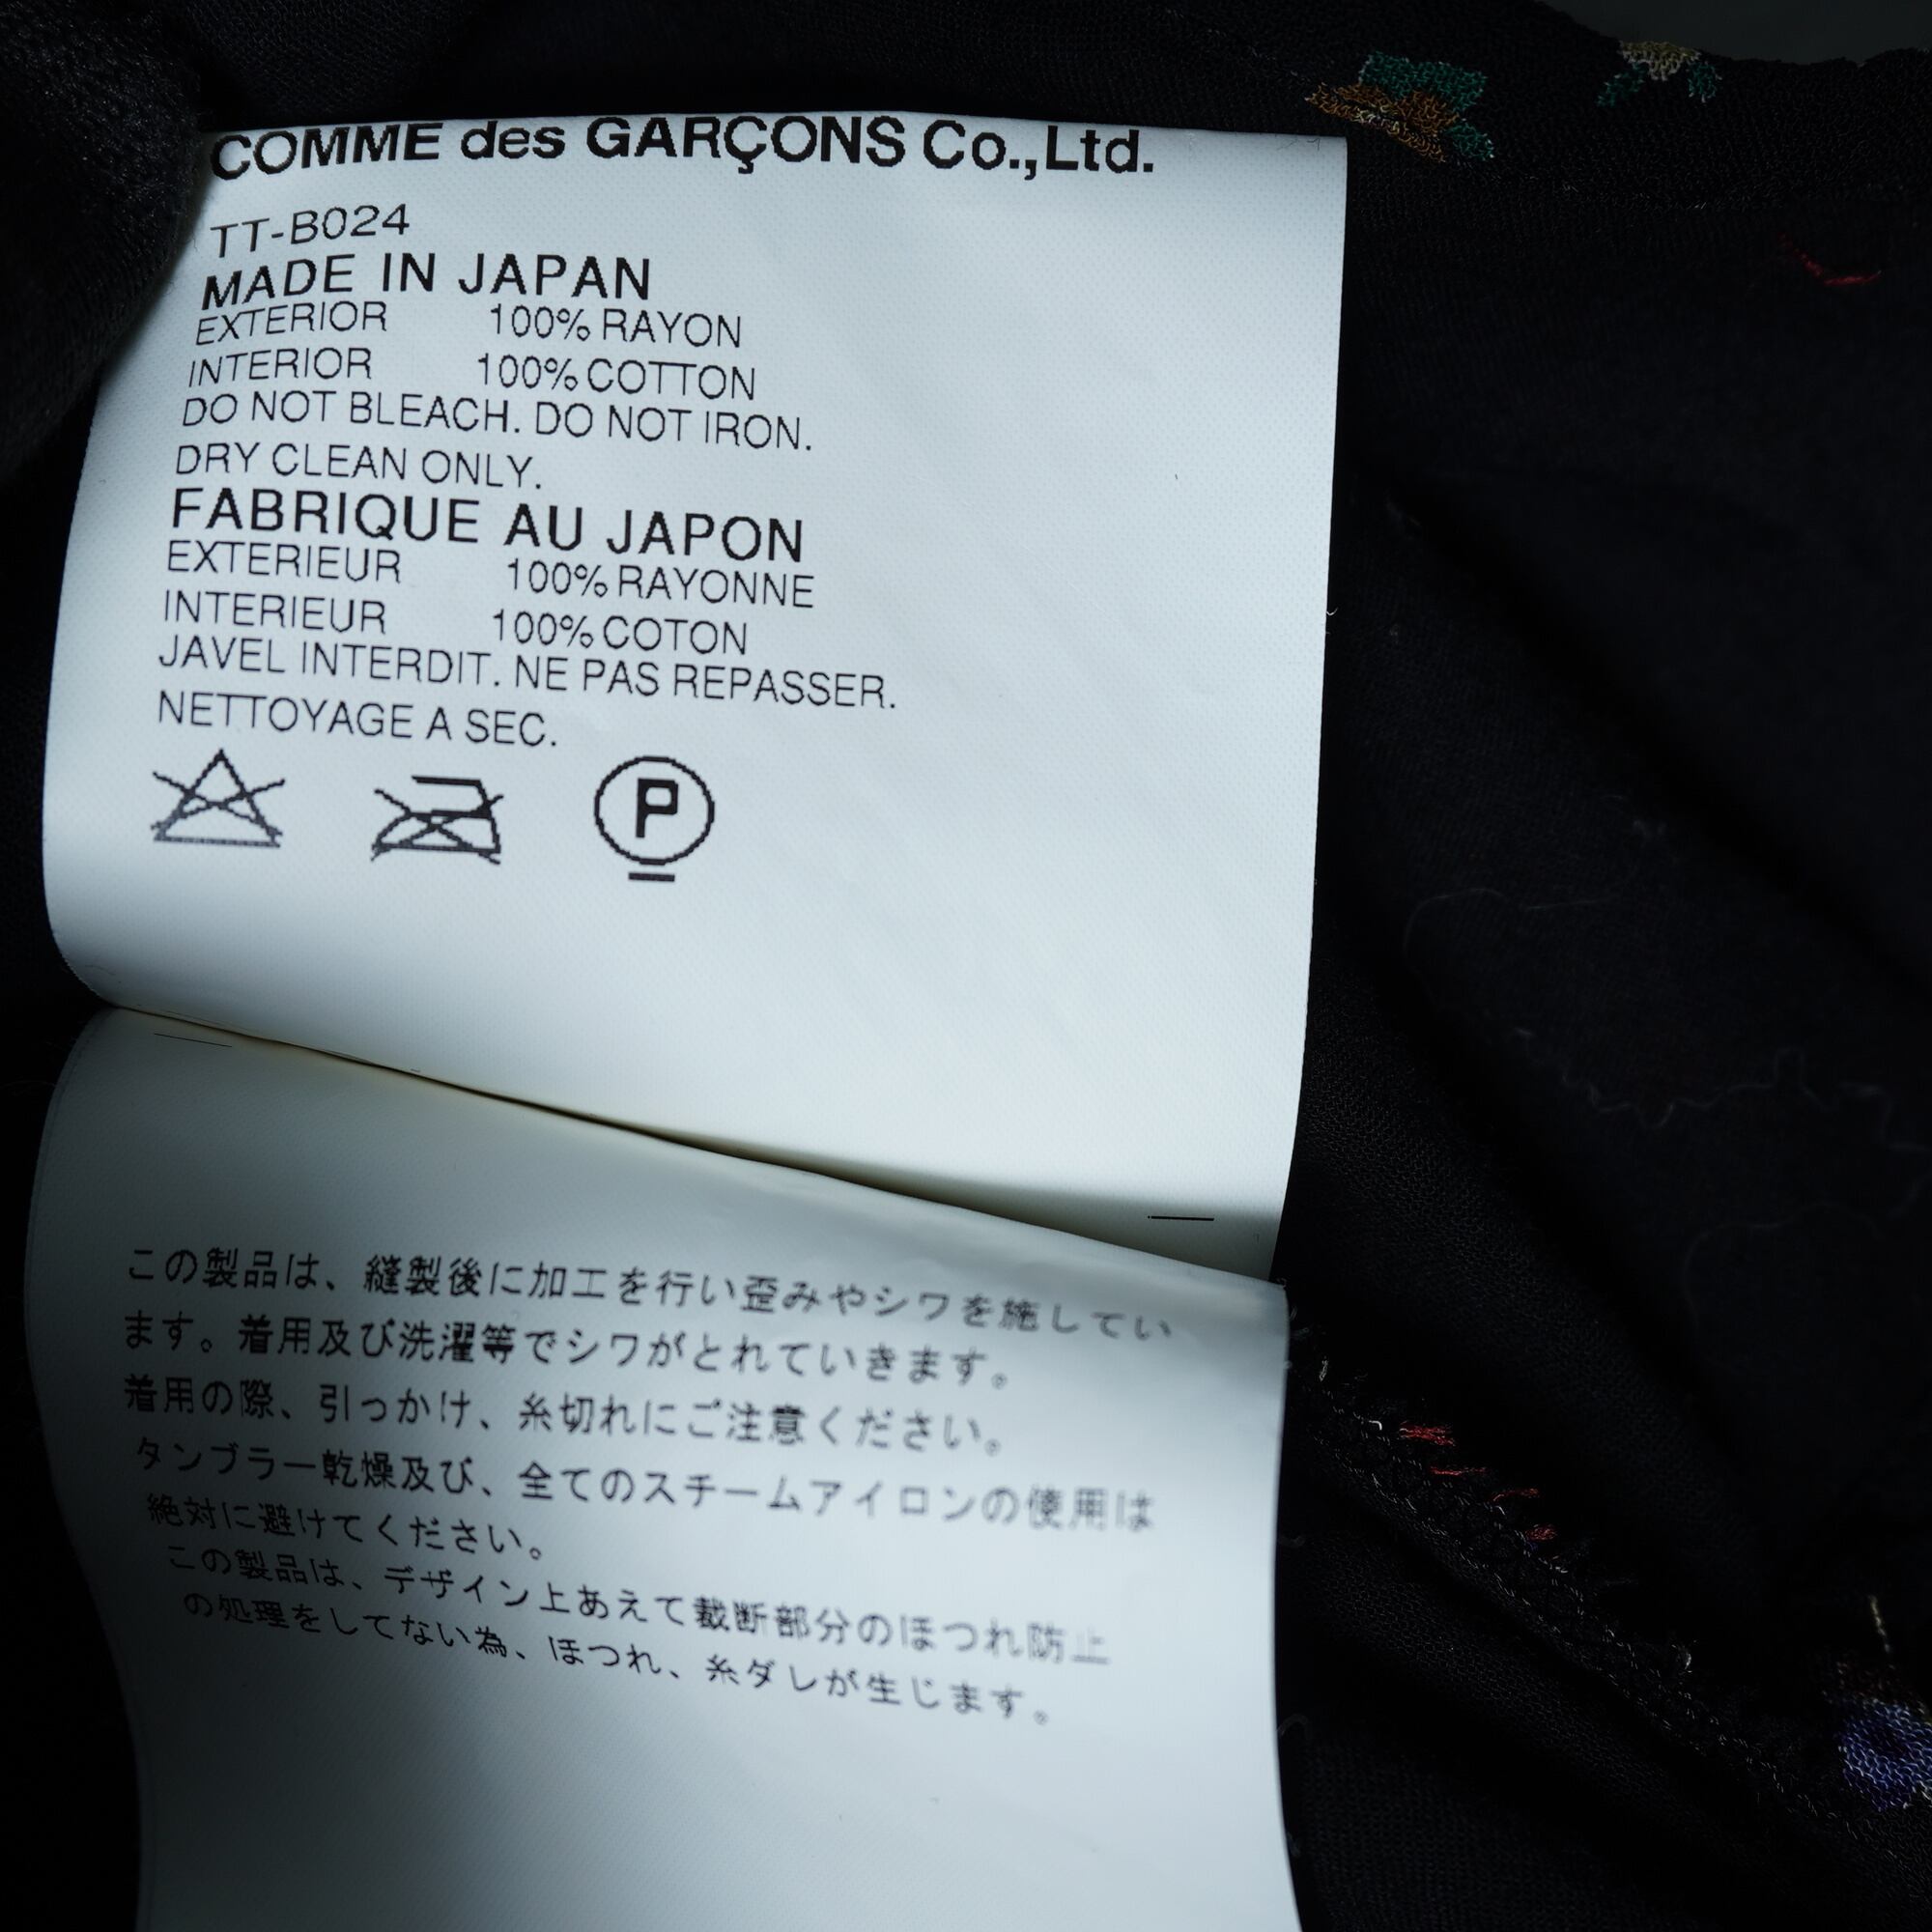 COMME des GARÇONS Co.,Ltd.
TT-B024
MADE IN JAPAN
EXTERIOR 100% RAYON
INTERIOR 100% COTTON
DO NOT BLEACH. DO NOT IRON.
DRY CLEAN ONLY.
FABRIQUE AU JAPON
EXTERIEUR 100% RAYONNE
INTERIEUR 100% COTON
JAVEL INTERDIT. NE PAS REPASSER.
NETTOYAGE A SEC.
P
この製品は、縫製後に加工を行い歪みやシワを施してい
ます。着用及び洗濯等でシワがとれていきます。
着用の際、引っかけ、糸切れにご注意ください。
タンブラー乾燥及び、全てのスチームアイロンの使用は
絶対に避けてください。
この製品は、デザイン上あえて裁断部分のほつれ防止
の処理をしてない為、ほつれ、糸ダレが生じます。